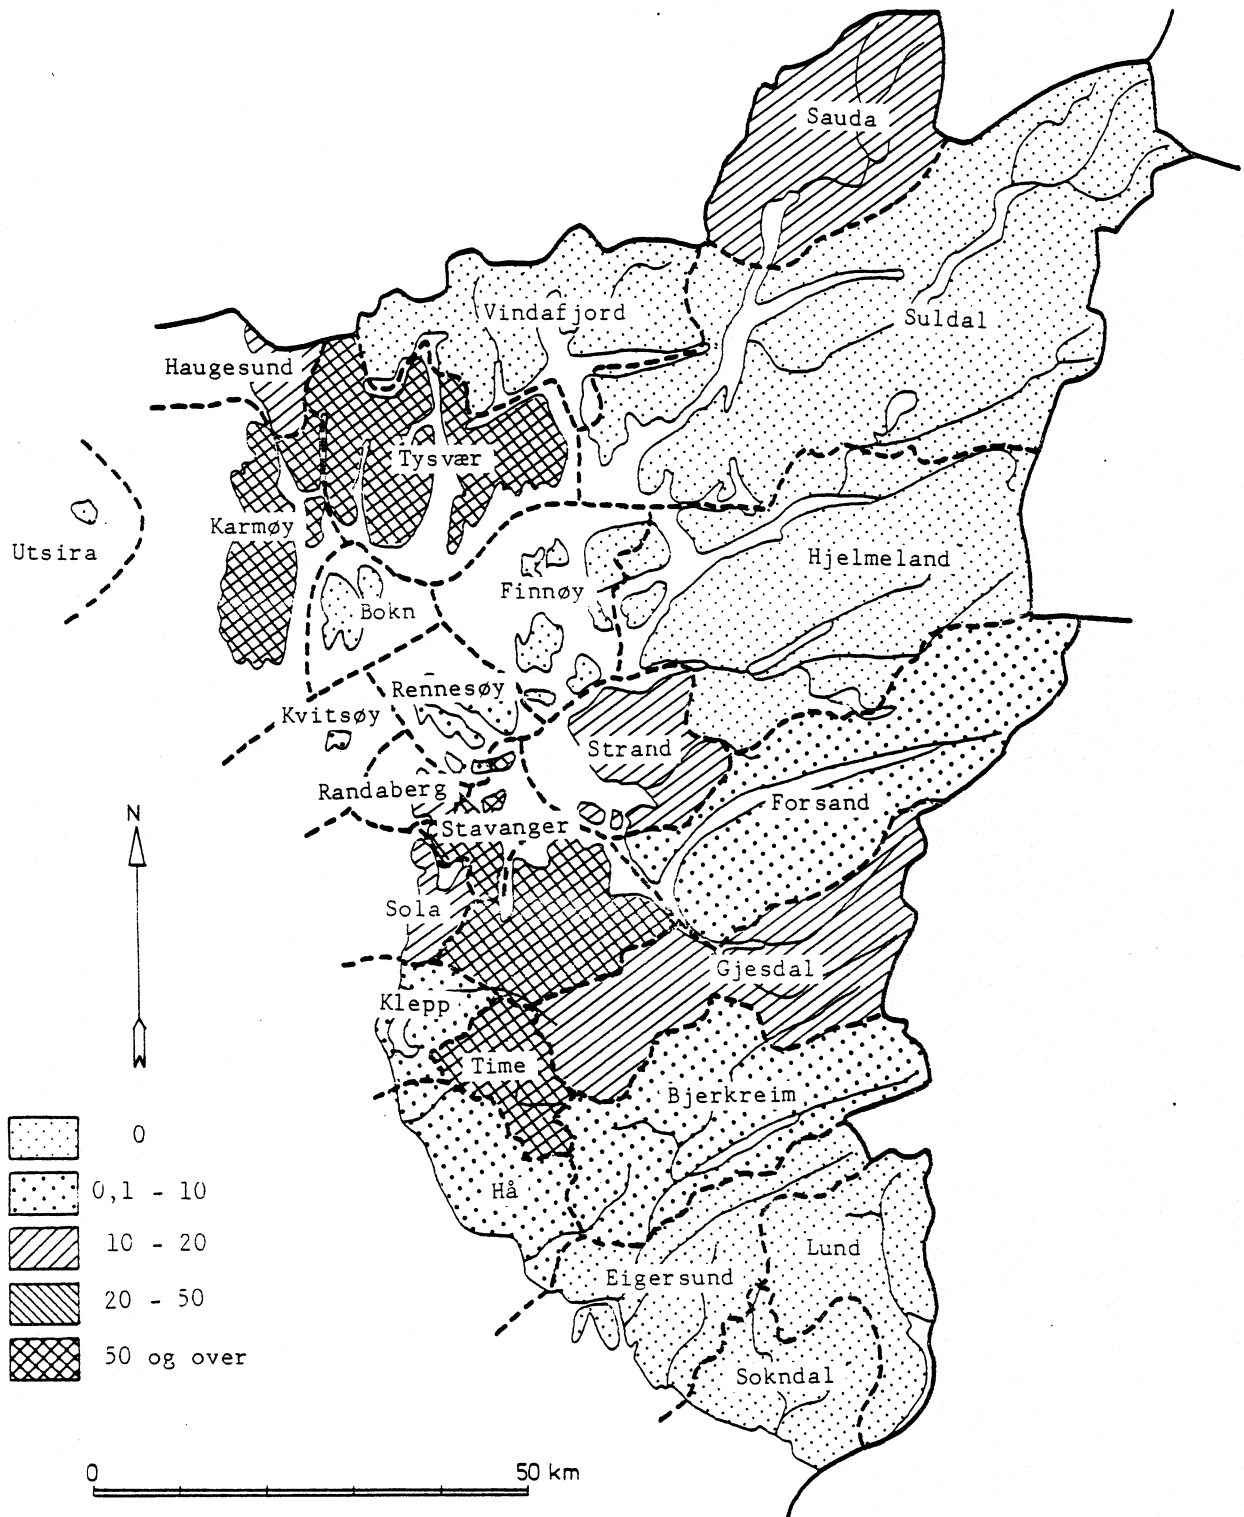 Sauda
Vindafjord
Suldal
Haugesund
Tysvær
Karmøy
Utsira
Hjelmeland
Finnøy
Bokn
Rennesøy
Kvitsøy
Strand
Randaberg
Forsand
N
Stavanger
Sola
Gjesdal
Klepp
Time
Bjerkreim
0
0,1 - 10
Hå
10 - 20
Lund
Eigersund
20 - 50
50 og over
Sokndal
0 50 km